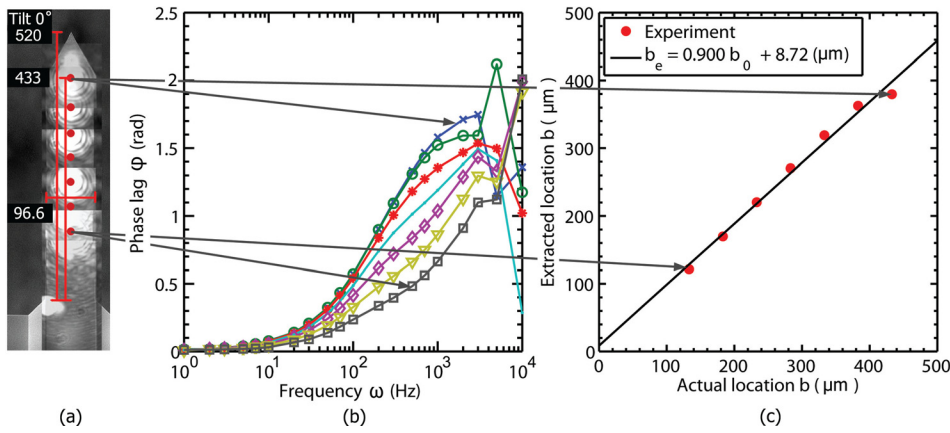 Tilt 0°
520
433
96.6
(a)
Phase lag φ (rad)
2.5
2
1.5
1
0.5
0
10^0
10^1
10^2
10^3
10^4
Frequency ω (Hz)
(b)
Extracted location b ( µm)
500
400
300
200
100
0
Experiment
b_e = 0.900 b_0 + 8.72 (µm)
0
100
200
300
400
500
Actual location b ( µm)
(c)